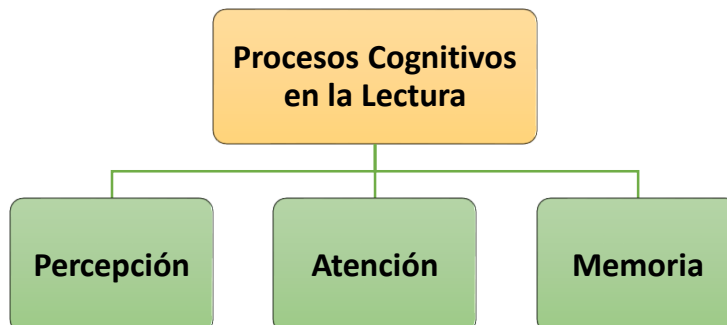 Procesos Cognitivos
en la Lectura
Percepción
Atención
Memoria